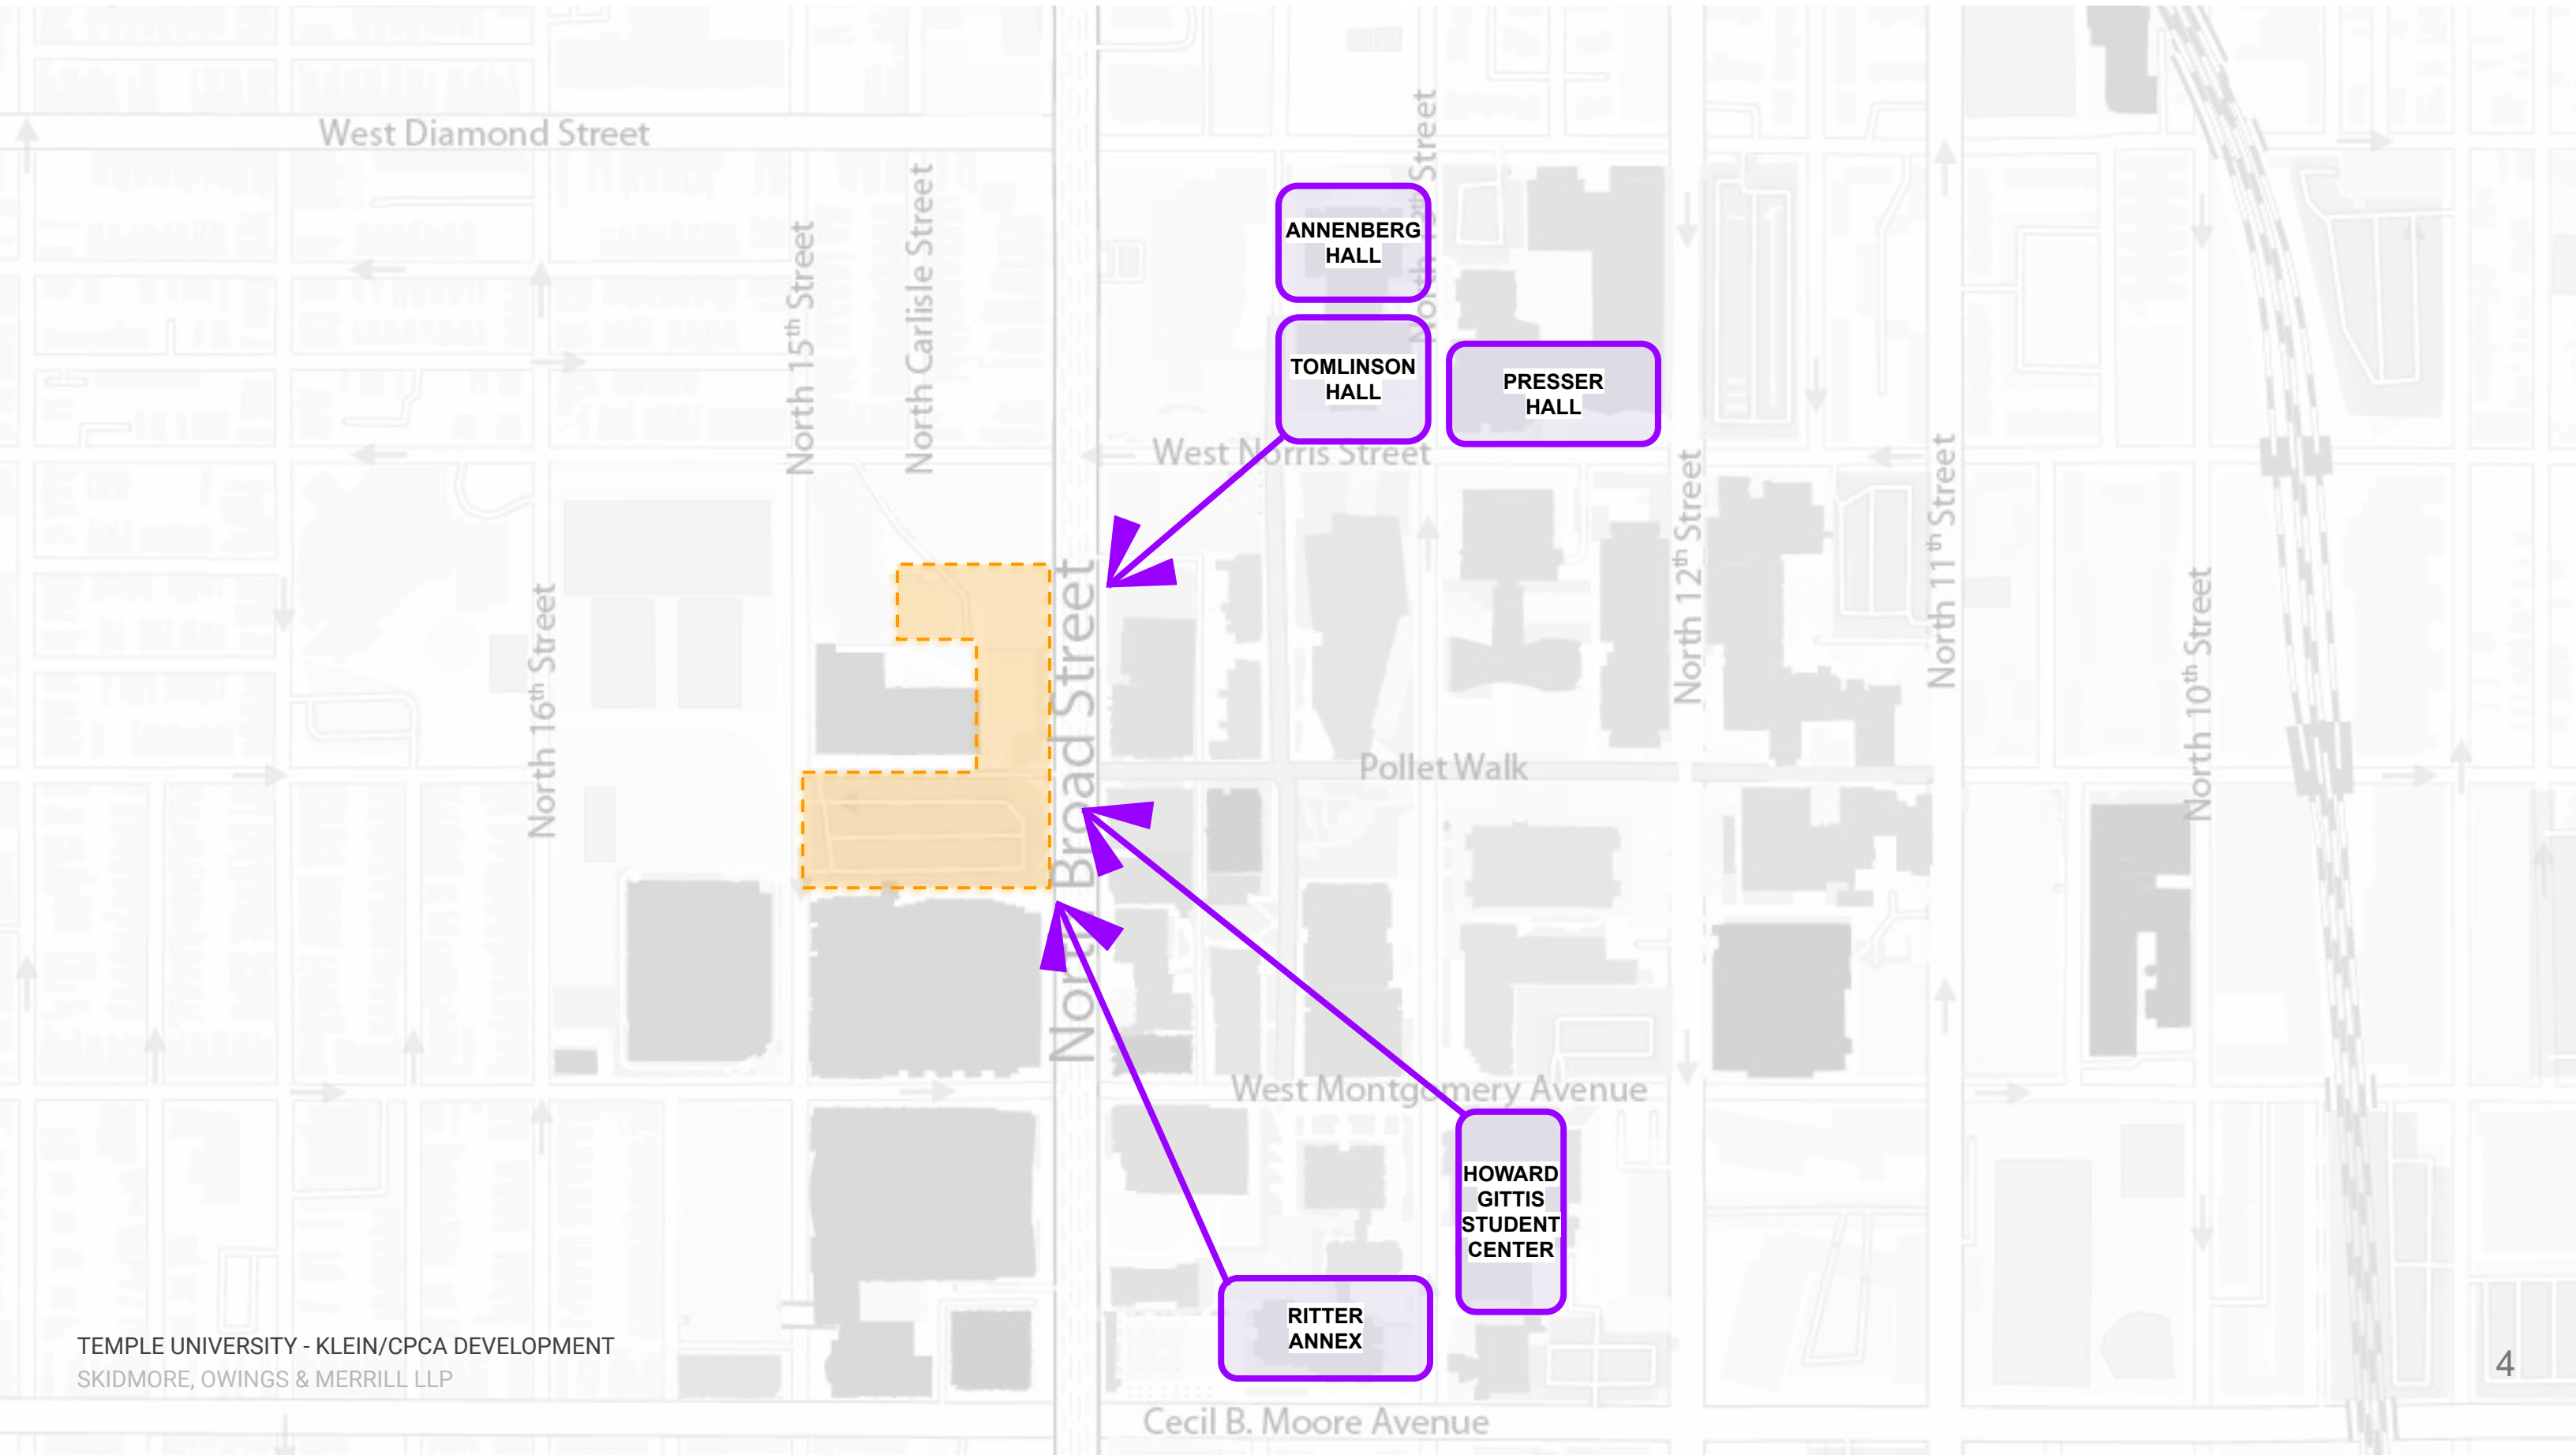 West Diamond Street
North 15th Street
North Carlisle Street
North 13th Street
ANNENBERG
HALL
TOMLINSON
HALL
PRESSER
HALL
West Norris Street
North 16th Street
North Broad Street
North 12th Street
North 11th Street
North 10th Street
Pollet Walk
West Montgomery Avenue
HOWARD
GITTIS
STUDENT
CENTER
RITTER
ANNEX
Cecil B. Moore Avenue
TEMPLE UNIVERSITY - KLEIN/CPCA DEVELOPMENT
SKIDMORE, OWINGS & MERRILL LLP
4